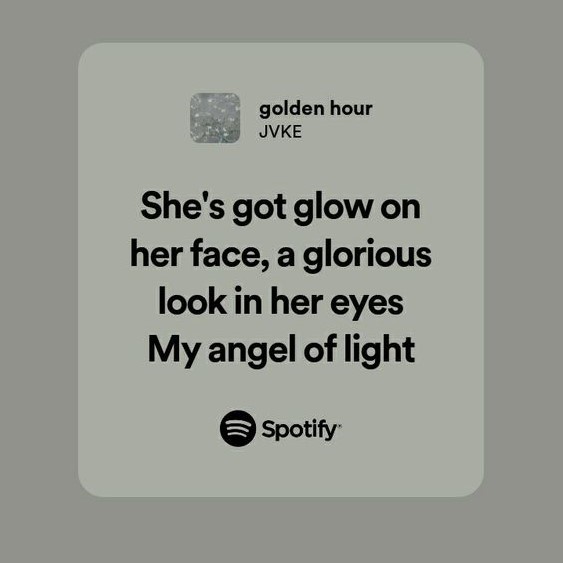 golden hour
JVKE
She's got glow on
her face, a glorious
look in her eyes
My angel of light
Spotify®